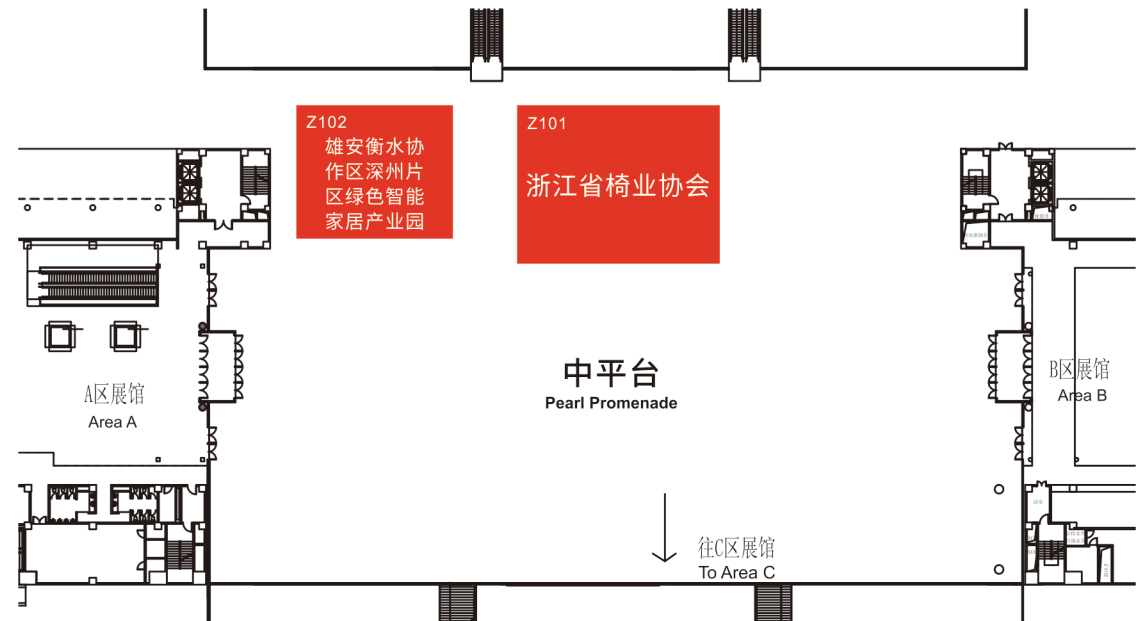 Z102
雄安衡水协
作区深州片
区绿色智能
家居产业园
Z101
浙江省椅业协会
中平台
Pearl Promenade
A区展馆
Area A
B区展馆
Area B
往C区展馆
To Area C